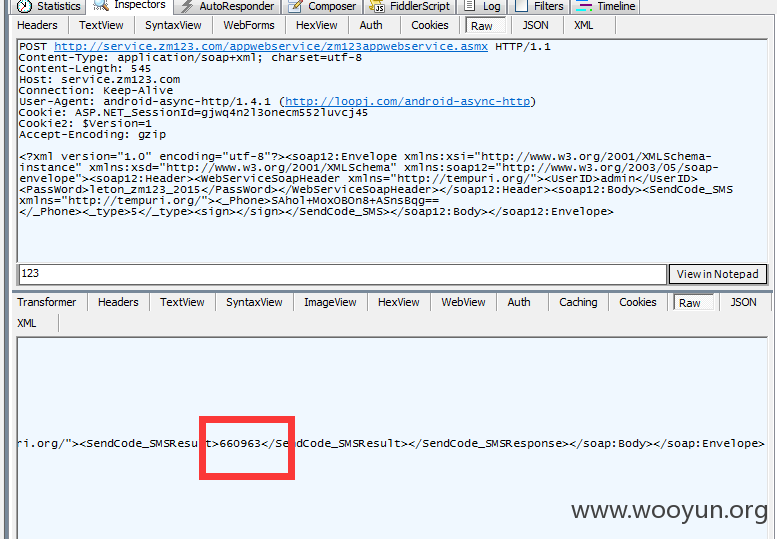 Statistics Inspectors AutoResponder Composer FiddlerScript Log Filters Timeline
Headers TextView SyntaxView WebForms HexView Auth Cookies Raw JSON XML
POST http://service.zm123.com/appwebservice/zm123appwebservice.asmx HTTP/1.1
Content-Type: application/soap+xml; charset=utf-8
Content-Length: 545
Host: service.zm123.com
Connection: Keep-Alive
User-Agent: android-async-http/1.4.1 (http://loopj.com/android-async-http)
Cookie: ASP.NET_SessionId=gjwq4n2l3onecm552luvcj45
Cookie2: $Version=1
Accept-Encoding: gzip
<?xml version="1.0" encoding="utf-8"?><soap12:Envelope xmlns:xsi="http://www.w3.org/2001/XMLSchema-
instance" xmlns:xsd="http://www.w3.org/2001/XMLSchema" xmlns:soap12="http://www.w3.org/2003/05/soap-
envelope"><soap12:Header><WebServiceSoapHeader xmlns="http://tempuri.org/"><UserID>admin</UserID>
<PassWord>leton_zm123_2015</PassWord></WebServiceSoapHeader></soap12:Header><soap12:Body><SendCode_SMS
xmlns="http://tempuri.org/"><_Phone>SAhol+MoxOBOn8+ASnsBqg==
</_Phone><_type>5</_type><sign></sign></SendCode_SMS></soap12:Body></soap12:Envelope>
123 View in Notepad
Transformer Headers TextView SyntaxView ImageView HexView WebView Auth Caching Cookies Raw JSON
XML
ri.org/"><SendCode_SMSResult>660963</SendCode_SMSResult></SendCode_SMSResponse></soap:Body></soap:Envelope>
www.wooyun.org